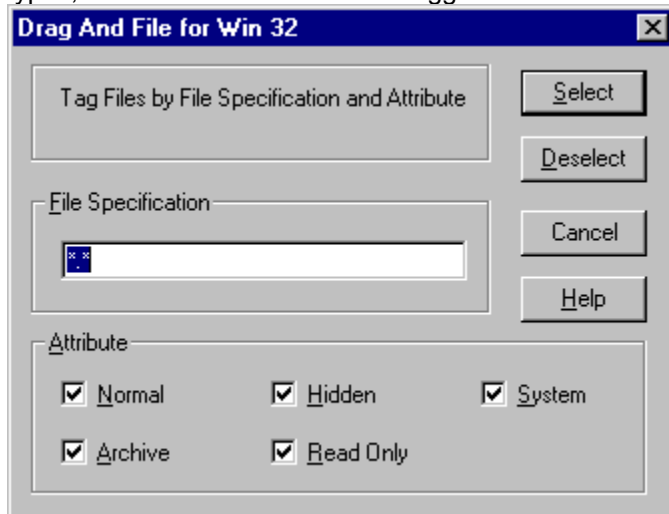 Drag And File for Win 32
Tag Files by File Specification and Attribute
Select
Deselect
File Specification
*.*
Cancel
Help
Attribute
Normal
Hidden
System
Archive
Read Only